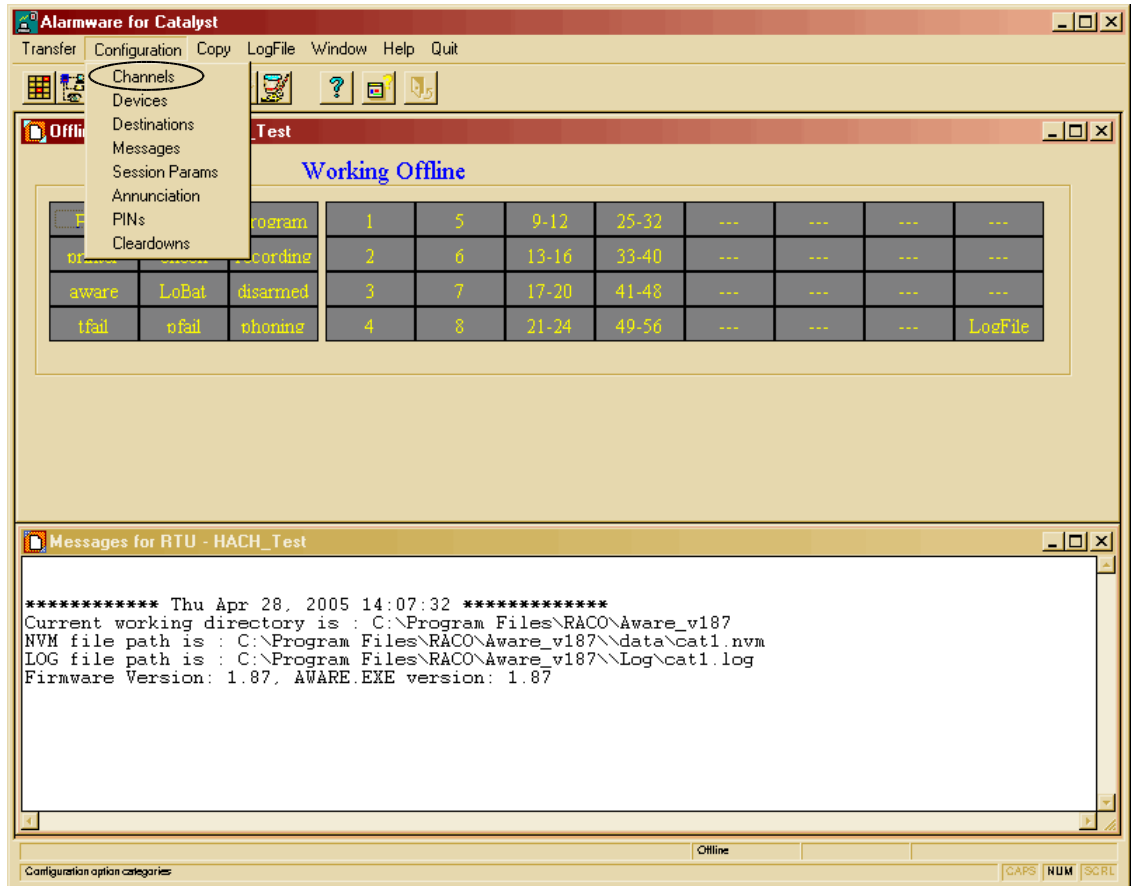 Alarmware for Catalyst
Transfer Configuration Copy LogFile Window Help Quit
Channels
Devices
Destinations
Messages
Session Params
Annunciation
PINs
Cleardowns
_Test
Working Offline
1 5 9-12 25-32 --- --- --- ---
recording 2 6 13-16 33-40 --- --- --- ---
aware LoBat disarmed 3 7 17-20 41-48 --- --- --- ---
tfail pfail phoning 4 8 21-24 49-56 --- --- --- LogFile
Messages for RTU - HACH_Test
************ Thu Apr 28, 2005 14:07:32 *************
Current working directory is : C:\Program Files\RACO\Aware_v187
NVM file path is : C:\Program Files\RACO\Aware_v187\\data\cat1.nvm
LOG file path is : C:\Program Files\RACO\Aware_v187\\Log\cat1.log
Firmware Version: 1.87, AWARE.EXE version: 1.87
Offline
Configuration option categories CAPS NUM SCRL